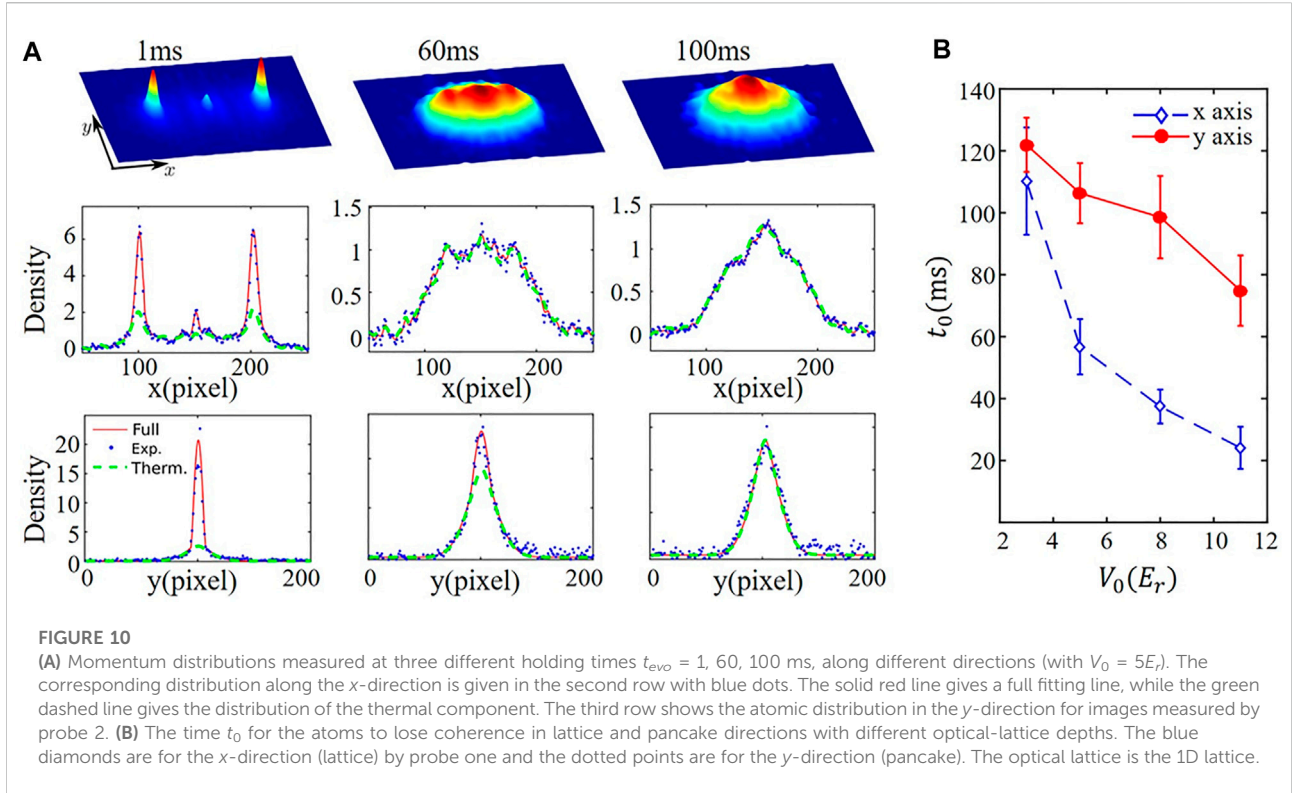 A
1ms
60ms
100ms
y
x
Density
6
4
2
0
100
200
x(pixel)
1.5
1
0.5
0
100
200
x(pixel)
1.5
1
0.5
0
100
200
x(pixel)
Density
20
15
10
5
0
Full
Exp.
Therm.
0
200
y(pixel)
0
200
y(pixel)
0
200
y(pixel)
B
140
120
100
80
60
40
20
t_0(ms)
x axis
y axis
2
4
6
8
10
12
V_0(E_r)
FIGURE 10
(A) Momentum distributions measured at three different holding times t_evo = 1, 60, 100 ms, along different directions (with V_0 = 5E_r). The
corresponding distribution along the x-direction is given in the second row with blue dots. The solid red line gives a full fitting line, while the green
dashed line gives the distribution of the thermal component. The third row shows the atomic distribution in the y-direction for images measured by
probe 2. (B) The time t_0 for the atoms to lose coherence in lattice and pancake directions with different optical-lattice depths. The blue
diamonds are for the x-direction (lattice) by probe one and the dotted points are for the y-direction (pancake). The optical lattice is the 1D lattice.